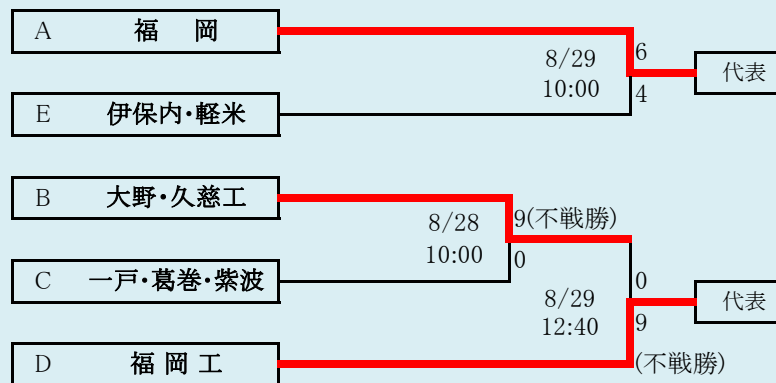 A 福 岡
8/29
10:00
6
4
代表
E 伊保内・軽米
B 大野・久慈工
8/28
10:00
9(不戦勝)
0
C 一戸・葛巻・紫波
8/29
12:40
0
9
代表
D 福 岡 工
(不戦勝)